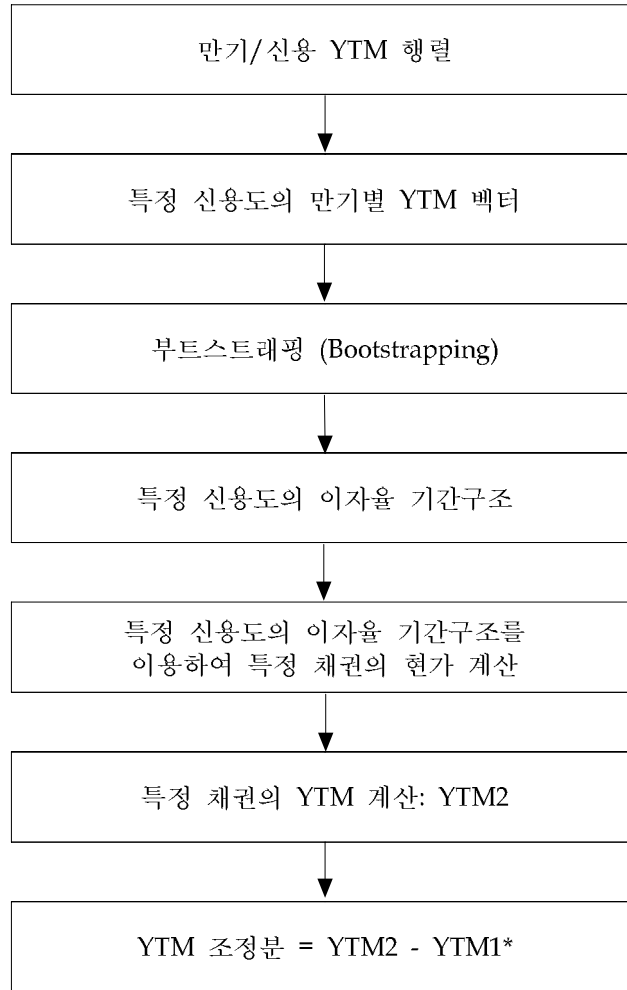 만기/신용 YTM 행렬
특정 신용도의 만기별 YTM 벡터
부트스트래핑 (Bootstrapping)
특정 신용도의 이자율 기간구조
특정 신용도의 이자율 기간구조를
이용하여 특정 채권의 현가 계산
특정 채권의 YTM 계산: YTM2
YTM 조정분 = YTM2 - YTM1*